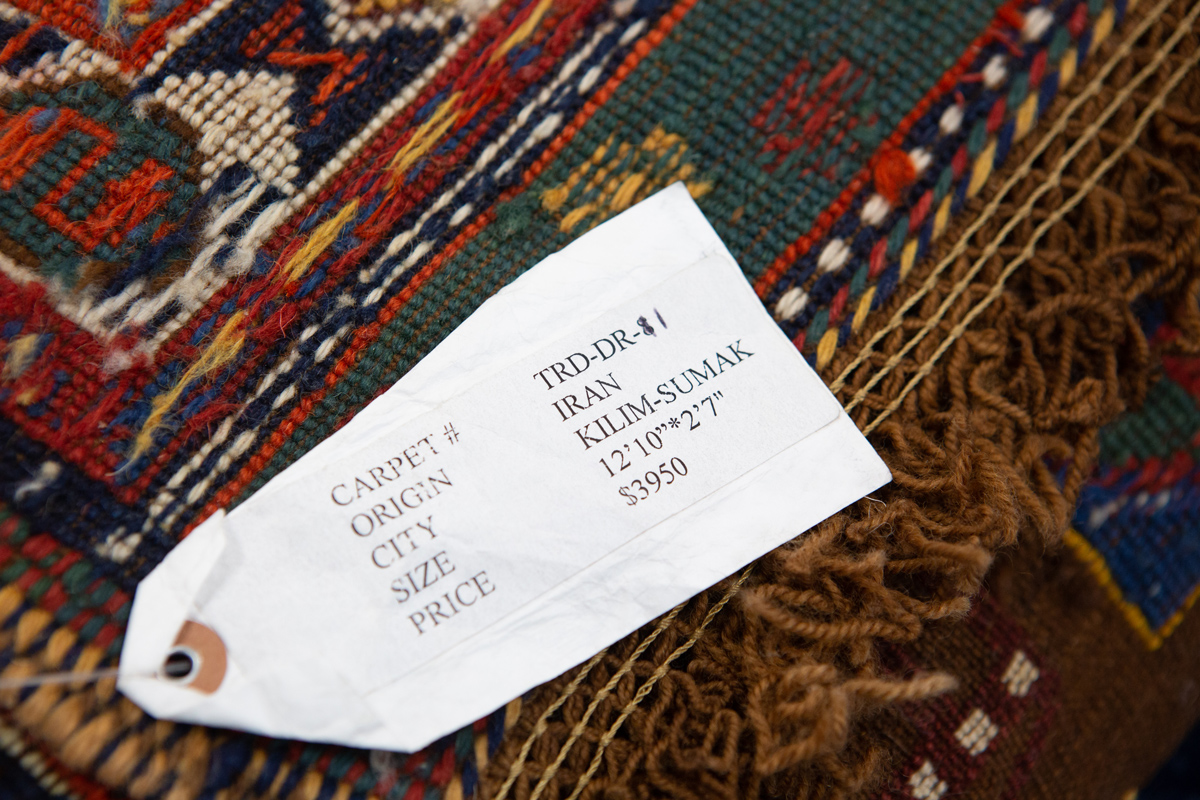 CARPET # TRD-DR-81
ORIGIN IRAN
CITY KILIM-SUMAK
SIZE 12'10”*2'7"
PRICE $3950